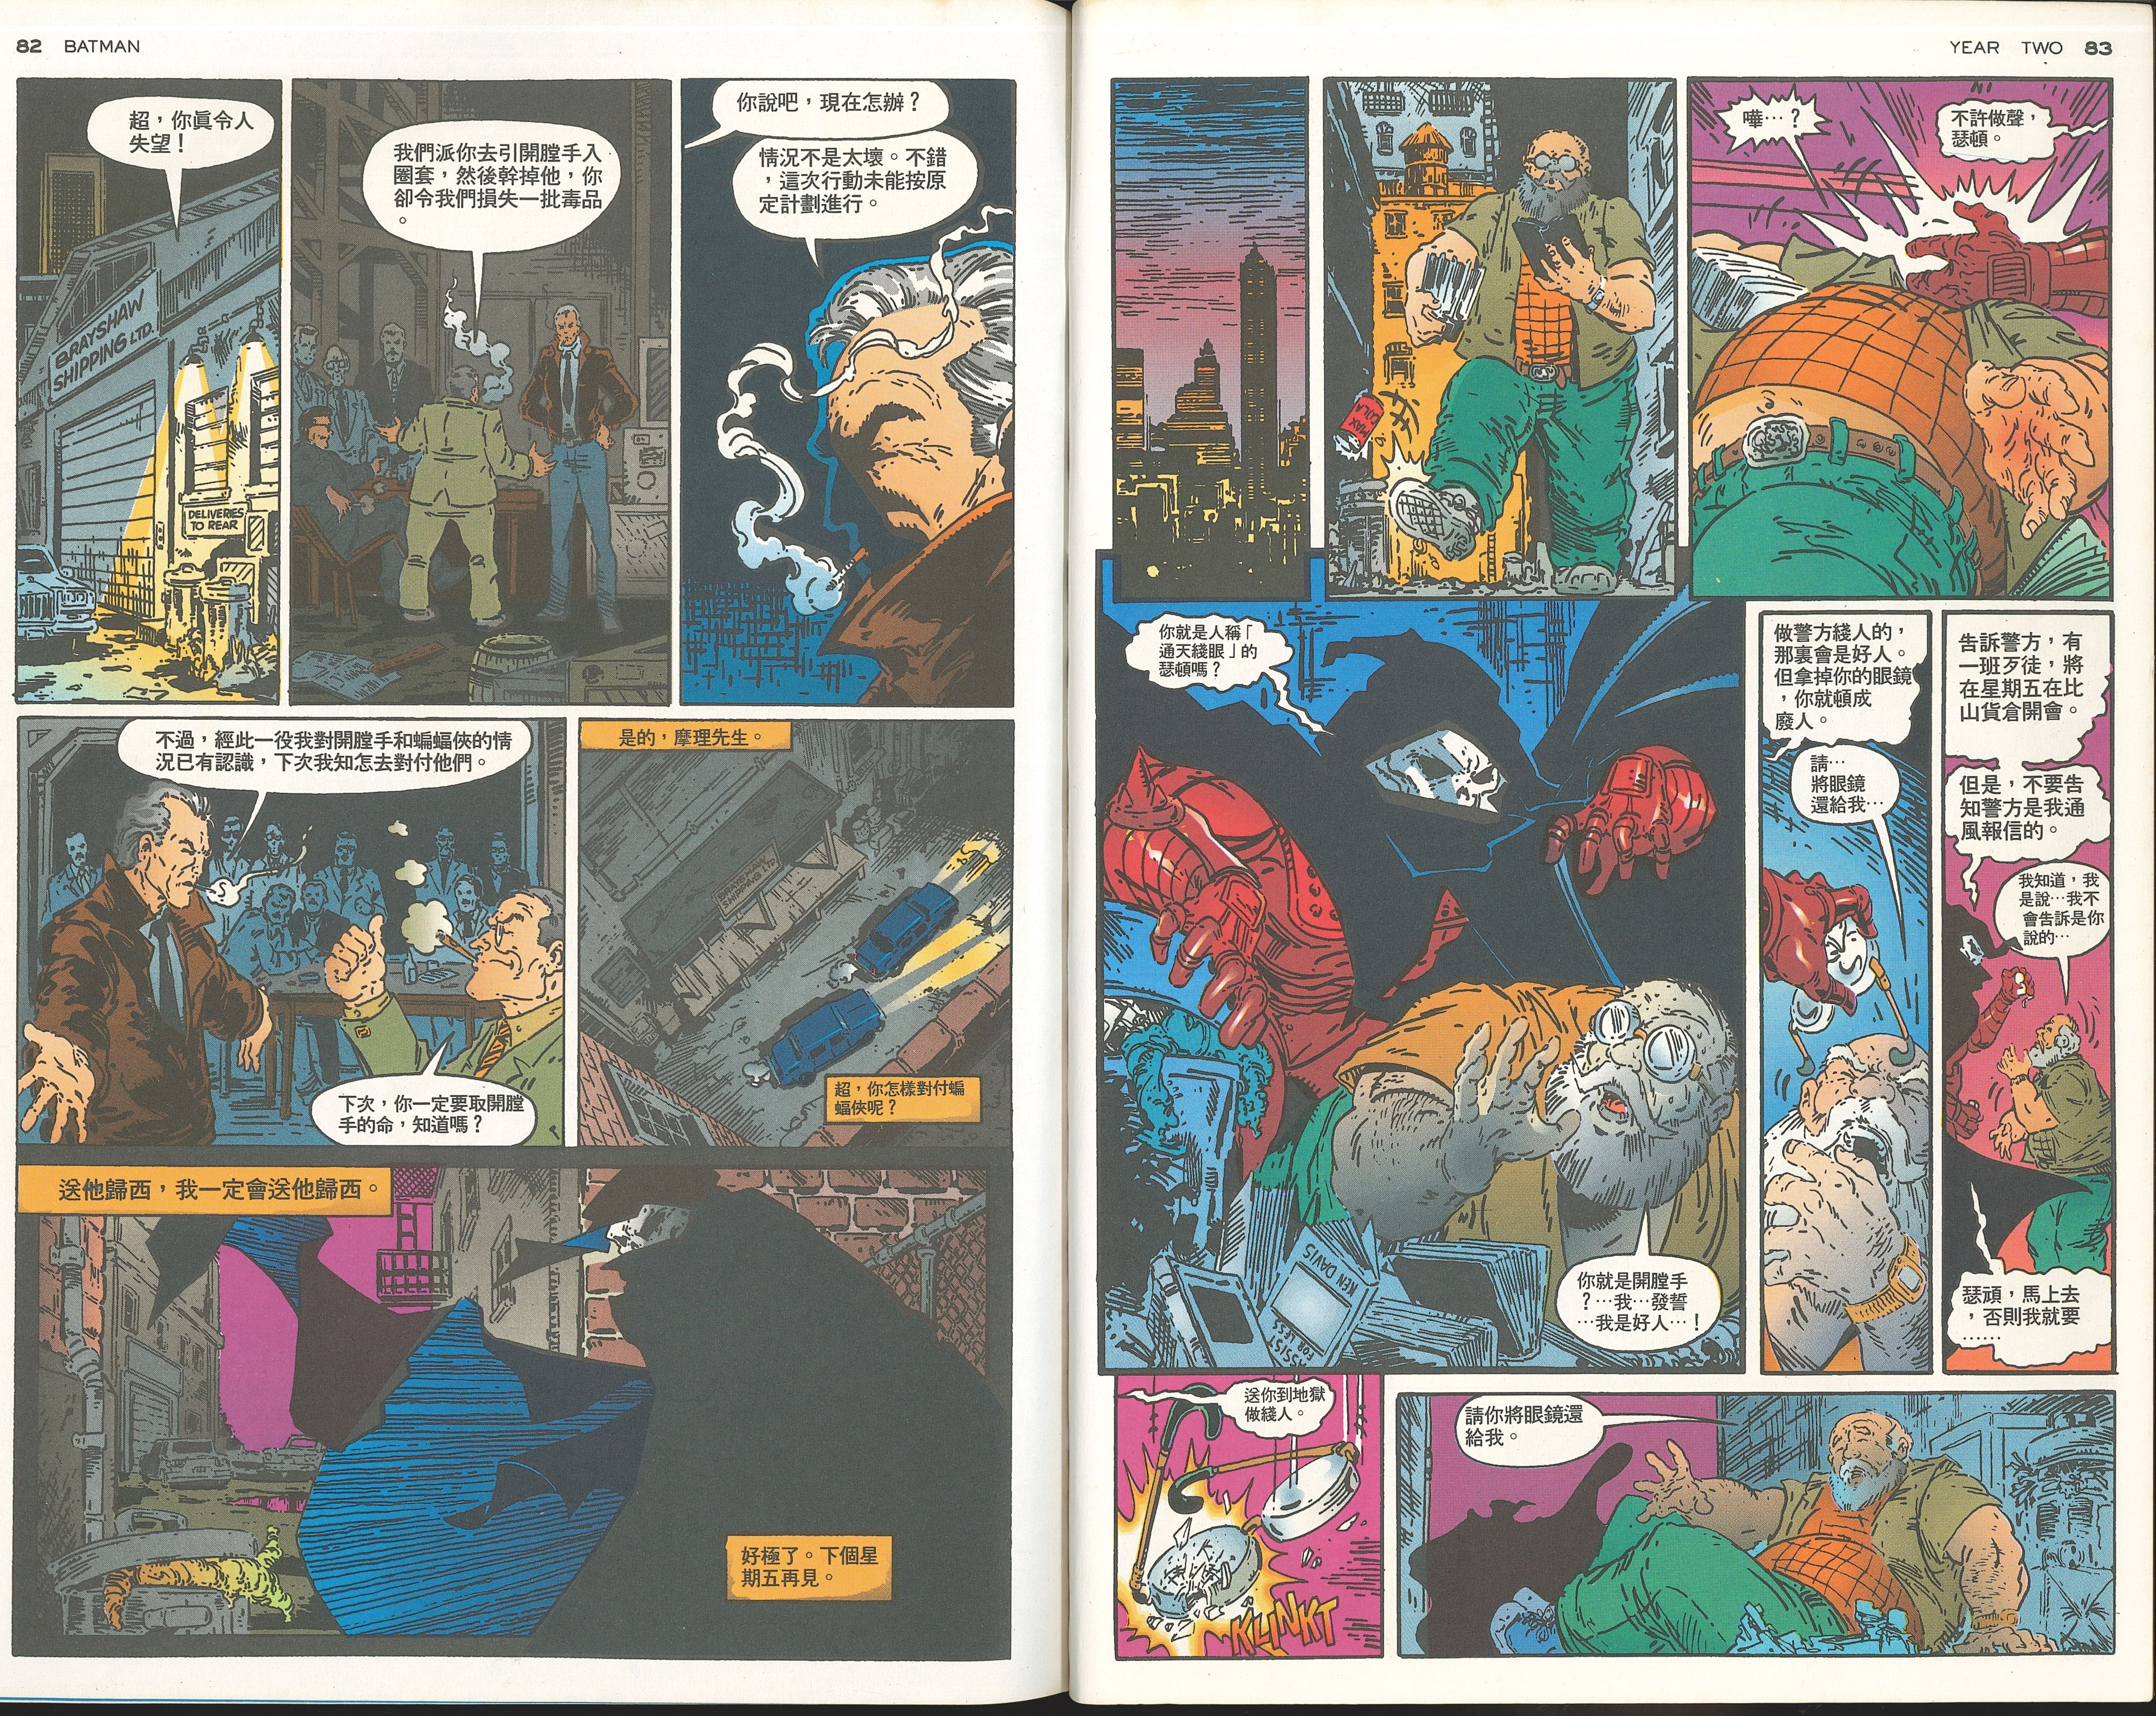 82 BATMAN
超，你眞令人
失望！
BRAYSHAW
SHIPPING LTD.
DELIVERIES
TO REAR
我們派你去引開膛手入
圈套，然後幹掉他，你
卻令我們損失一批毒品
。
你說吧，現在怎辦？
情況不是太壞。不錯
，這次行動未能按原
定計劃進行。
不過，經此一役我對開膛手和蝙蝠俠的情
況已有認識，下次我知怎去對付他們。
下次，你一定要取開膛
手的命，知道嗎？
是的，摩理先生。
BRAYSHAW
SHIPPING LTD.
超，你怎樣對付蝙
蝠俠呢？
送他歸西，我一定會送他歸西。
好極了。下個星
期五再見。
YEAR TWO 83
MAX
COLA
嘩…？
不許做聲，
瑟頓。
你就是人稱「
通天綫眼」的
瑟頓嗎？
KEN DAVIS
FOR LESS
你就是開膛手
？…我…發誓
…我是好人…！
做警方綫人的，
那裏會是好人。
但拿掉你的眼鏡
，你就頓成
廢人。
請…
將眼鏡
還給我…
告訴警方，有
一班歹徒，將
在星期五在比
山貨倉開會。
但是，不要告
知警方是我通
風報信的。
我知道，我
是說…我不
會告訴是你
說的…
瑟頑，馬上去
，否則我就要
……
送你到地獄
做綫人。
KLINKT
請你將眼鏡還
給我。